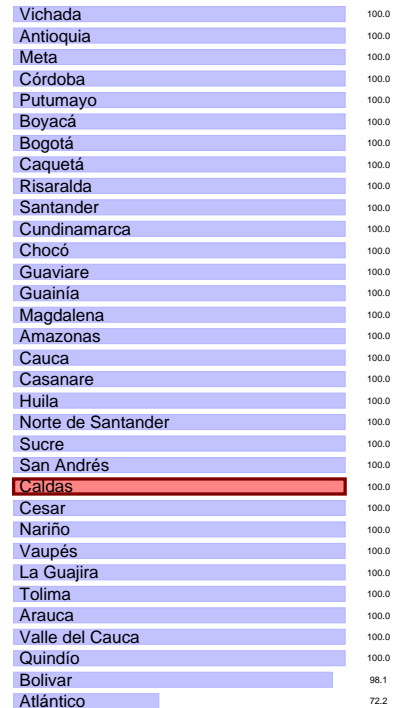 Vichada 100.0
Antioquia 100.0
Meta 100.0
Córdoba 100.0
Putumayo 100.0
Boyacá 100.0
Bogotá 100.0
Caquetá 100.0
Risaralda 100.0
Santander 100.0
Cundinamarca 100.0
Chocó 100.0
Guaviare 100.0
Guainía 100.0
Magdalena 100.0
Amazonas 100.0
Cauca 100.0
Casanare 100.0
Huila 100.0
Norte de Santander 100.0
Sucre 100.0
San Andrés 100.0
Caldas 100.0
Cesar 100.0
Nariño 100.0
Vaupés 100.0
La Guajira 100.0
Tolima 100.0
Arauca 100.0
Valle del Cauca 100.0
Quindío 100.0
Bolivar 98.1
Atlántico 72.2